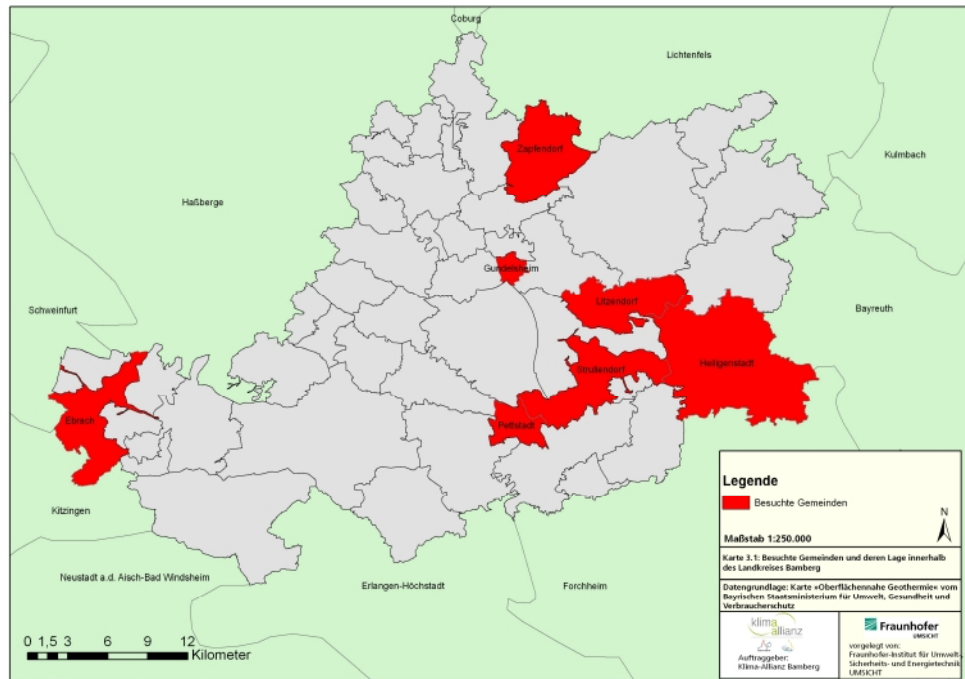 Coburg
Lichtenfels
Kulmbach
Zapfendorf
Haßberge
Gundelsheim
Litzendorf
Bayreuth
Schweinfurt
Heiligenstadt
Strullendorf
Ebrach
Pettstadt
Kitzingen
Neustadt a.d. Aisch-Bad Windsheim
Erlangen-Höchstadt
Forchheim
0 1,5 3 6 9 12
Kilometer
Legende
Besuchte Gemeinden
N
Maßstab 1:250.000
Karte 3.1: Besuchte Gemeinden und deren Lage innerhalb
des Landkreises Bamberg
Datengrundlage: Karte »Oberflächennahe Geothermie« vom
Bayrischen Staatsministerium für Umwelt, Gesundheit und
Verbraucherschutz
klima
allianz
Auftraggeber:
Klima-Allianz Bamberg
Fraunhofer
UMSICHT
vorgelegt von:
Fraunhofer-Institut für Umwelt-,
Sicherheits- und Energietechnik
UMSICHT